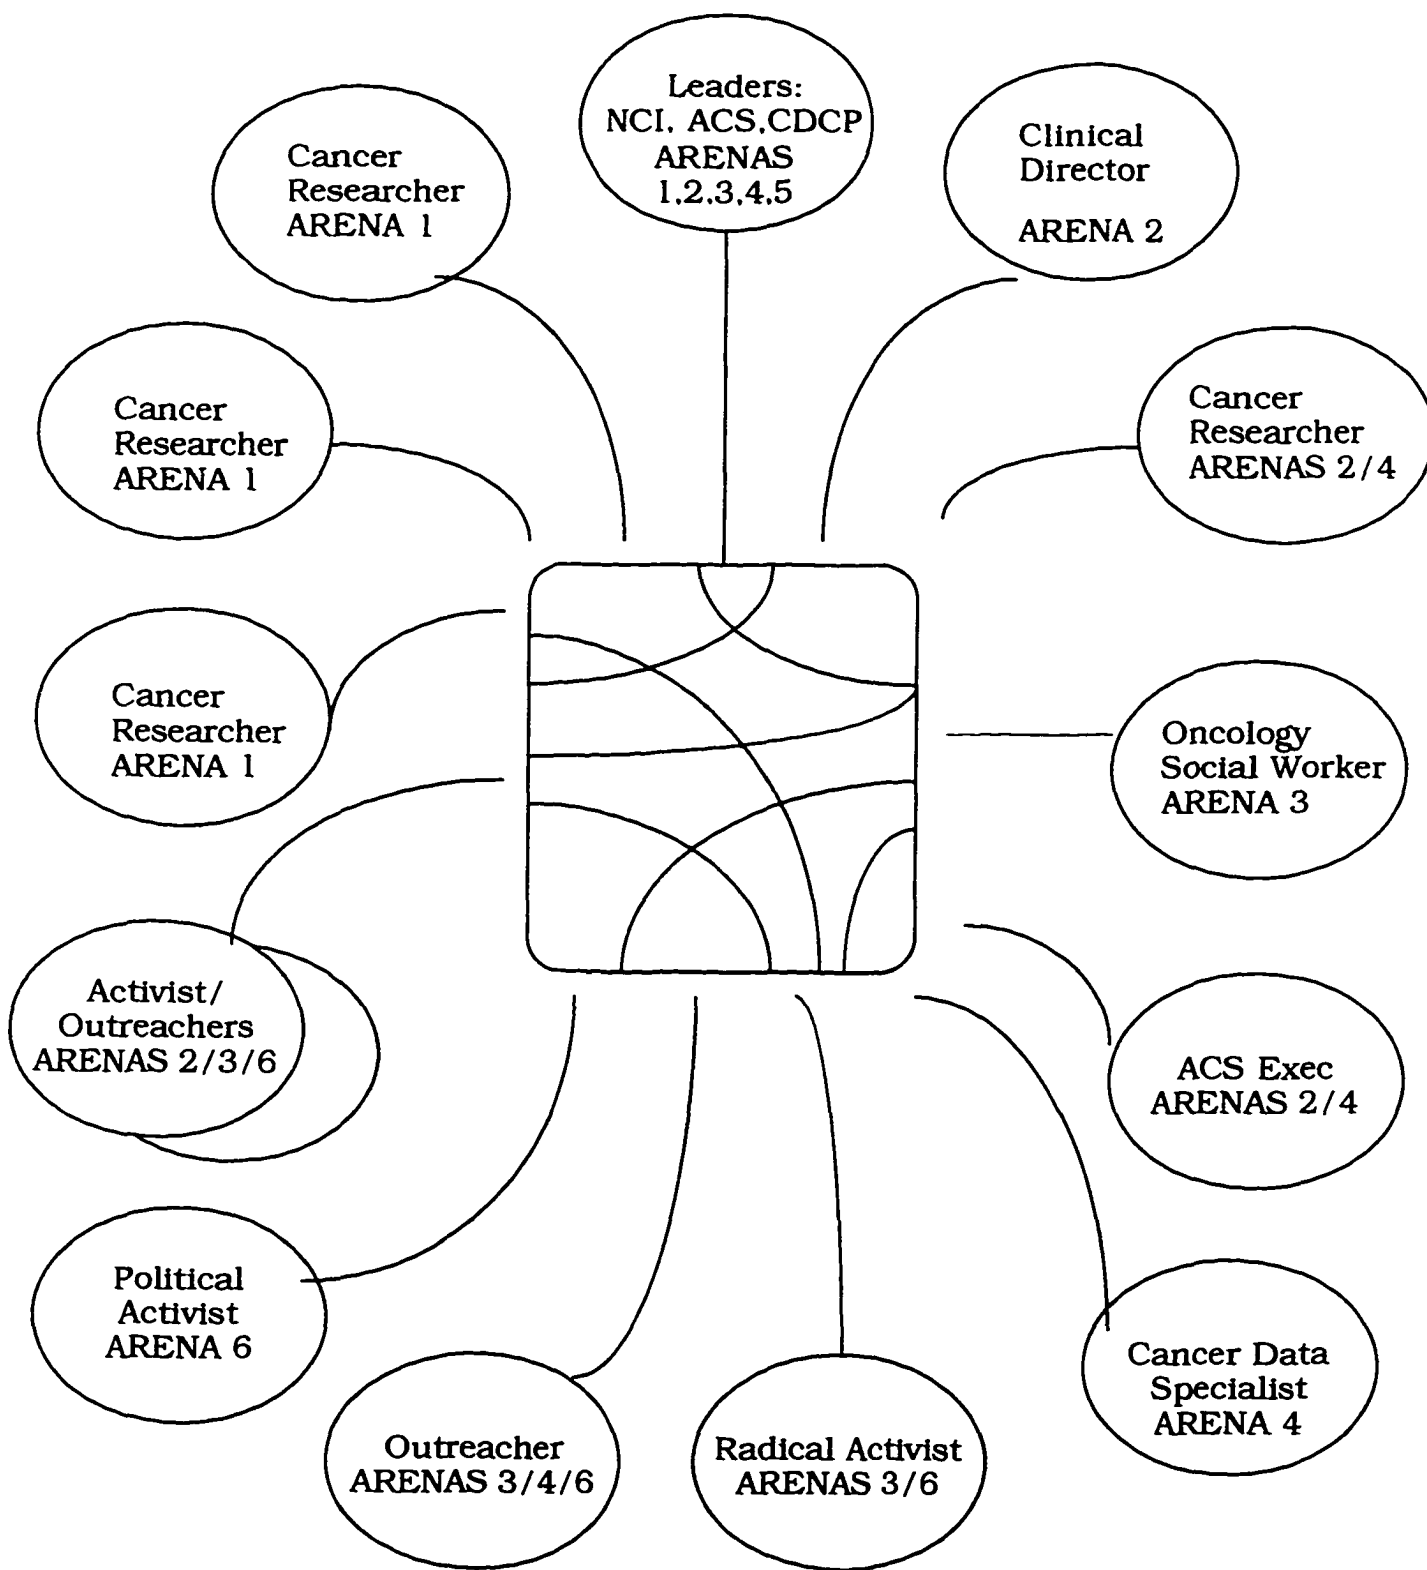 Leaders:
NCI, ACS,CDCP
ARENAS
1,2,3,4,5
Cancer
Researcher
ARENA 1
Clinical
Director
ARENA 2
Cancer
Researcher
ARENA 1
Cancer
Researcher
ARENAS 2/4
Cancer
Researcher
ARENA 1
Oncology
Social Worker
ARENA 3
Activist/
Outreachers
ARENAS 2/3/6
ACS Exec
ARENAS 2/4
Political
Activist
ARENA 6
Cancer Data
Specialist
ARENA 4
Outreacher
ARENAS 3/4/6
Radical Activist
ARENAS 3/6